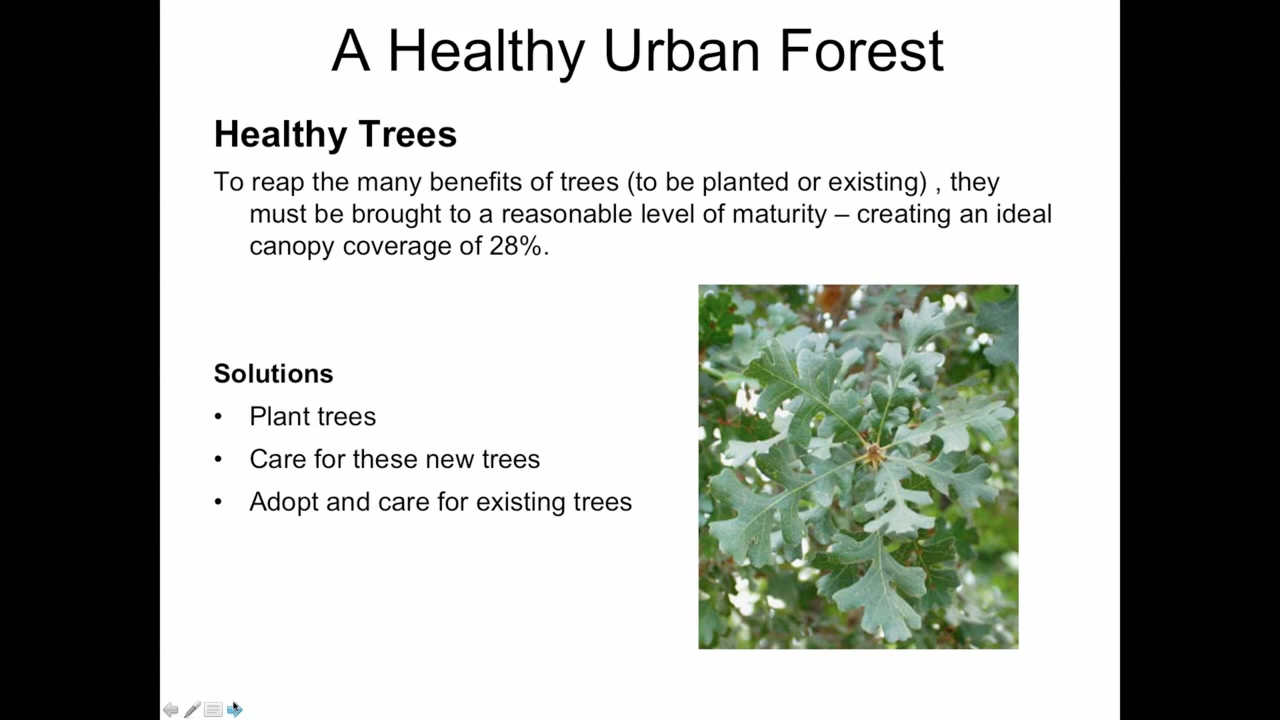 A Healthy Urban Forest
Healthy Trees
To reap the many benefits of trees (to be planted or existing) , they
must be brought to a reasonable level of maturity – creating an ideal
canopy coverage of 28%.
Solutions
• Plant trees
• Care for these new trees
• Adopt and care for existing trees